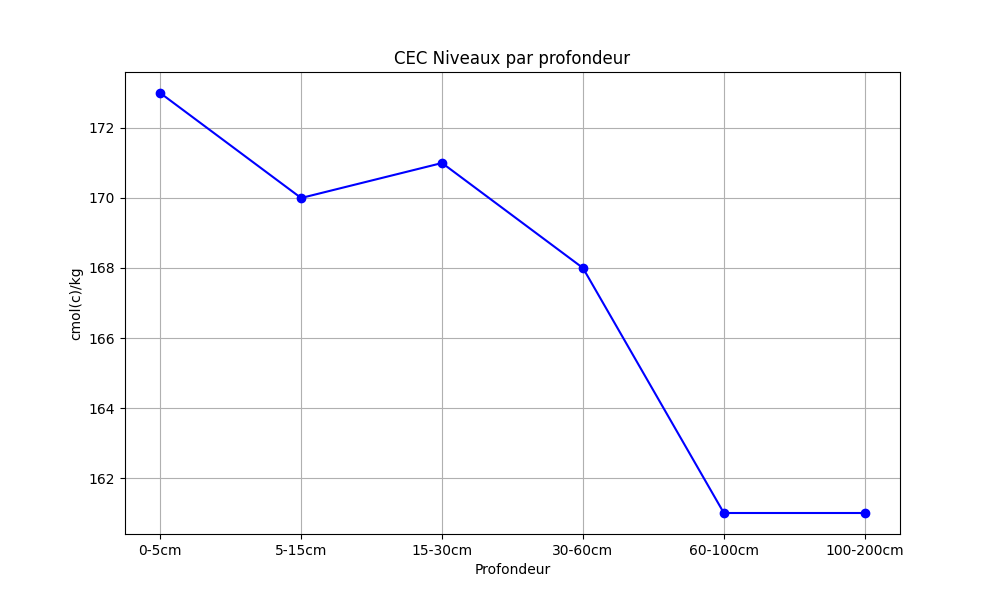 CEC Niveaux par profondeur
cmol(c)/kg
172
170
168
166
164
162
0-5cm 5-15cm 15-30cm 30-60cm 60-100cm 100-200cm
Profondeur